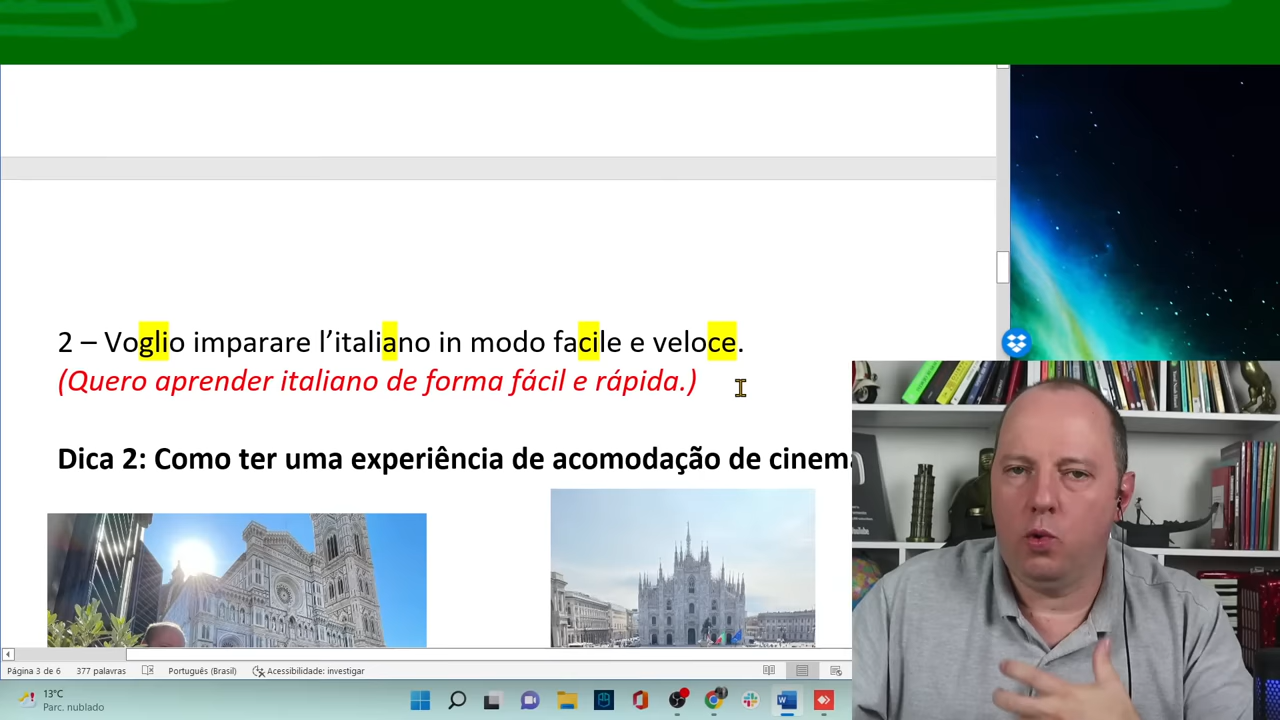 2 – Voglio imparare l’italiano in modo facile e veloce.
(Quero aprender italiano de forma fácil e rápida.)
Dica 2: Como ter uma experiência de acomodação de cinema
Página 3 de 6 377 palavras Português (Brasil) Acessibilidade: investigar
13°C
Parc. nublado